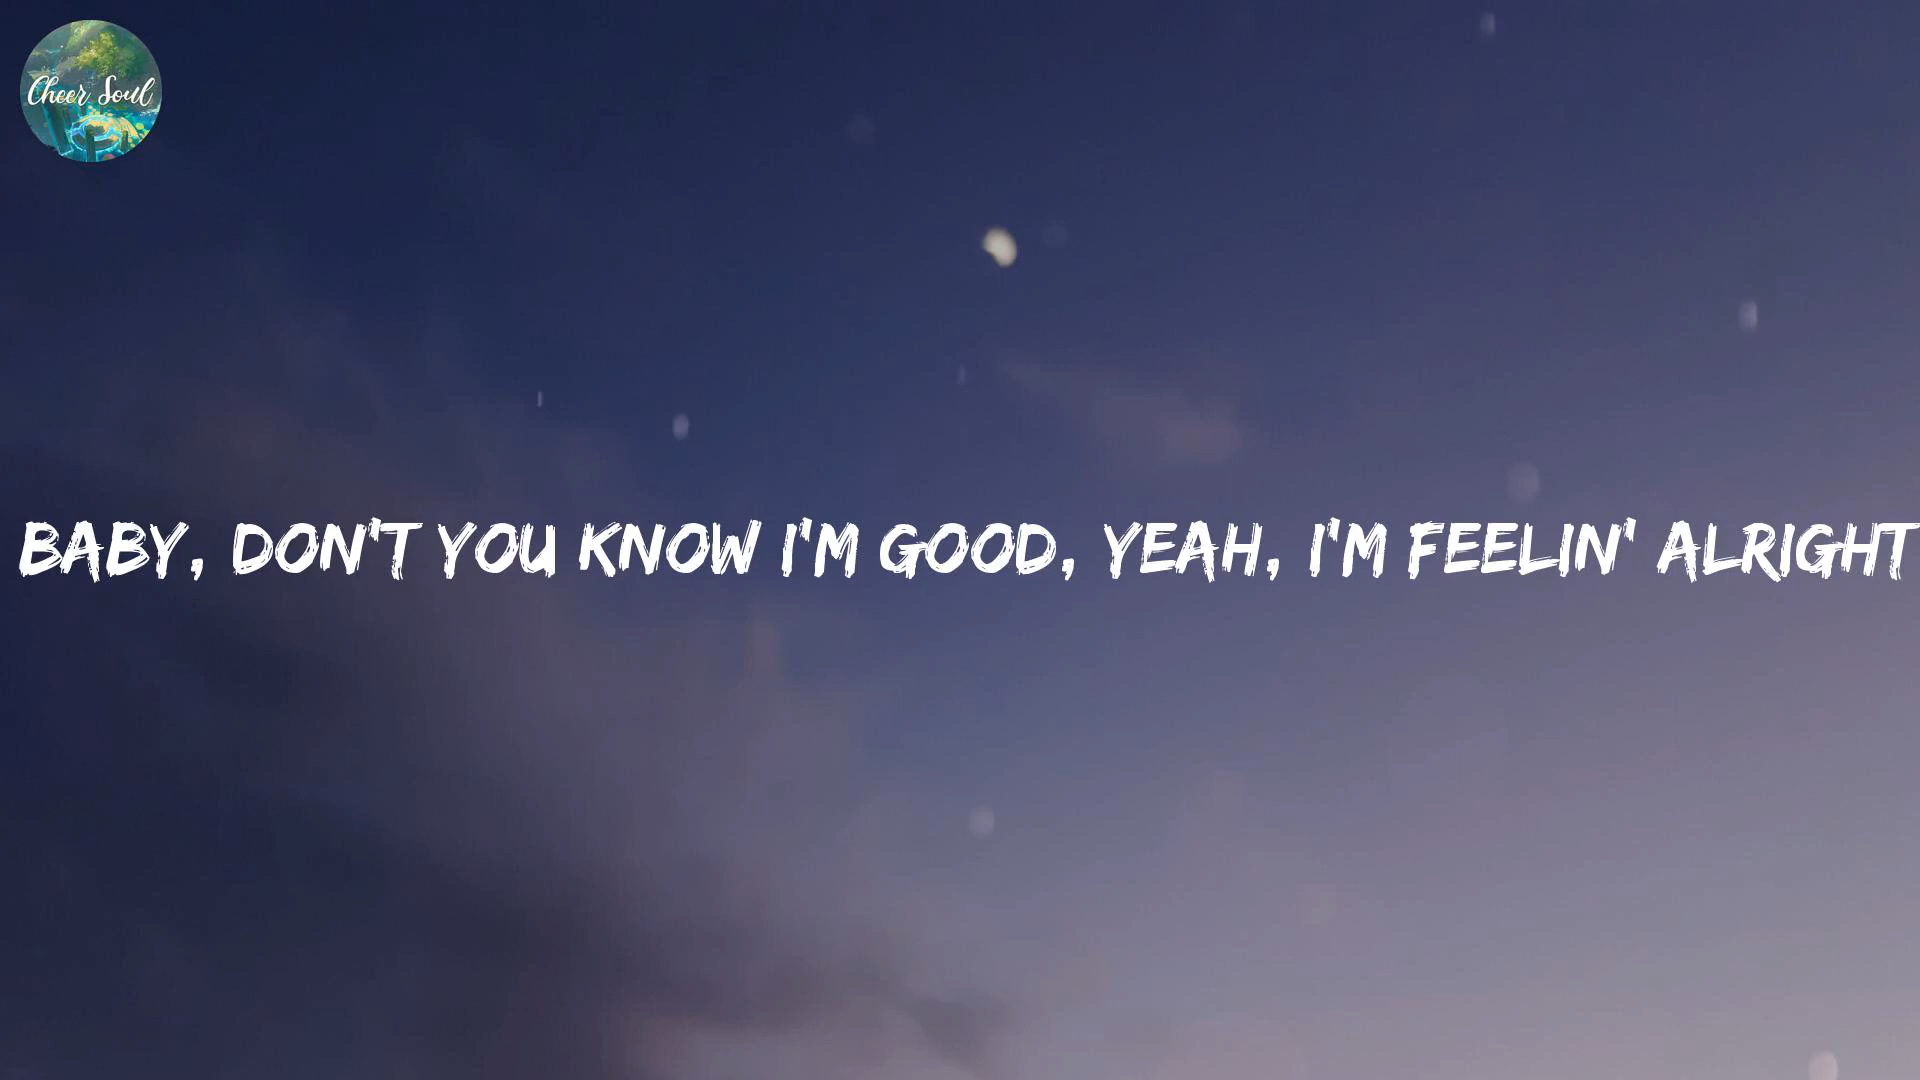 Cheer Soul
BABY, DON'T YOU KNOW I'M GOOD, YEAH, I'M FEELIN' ALRIGHT